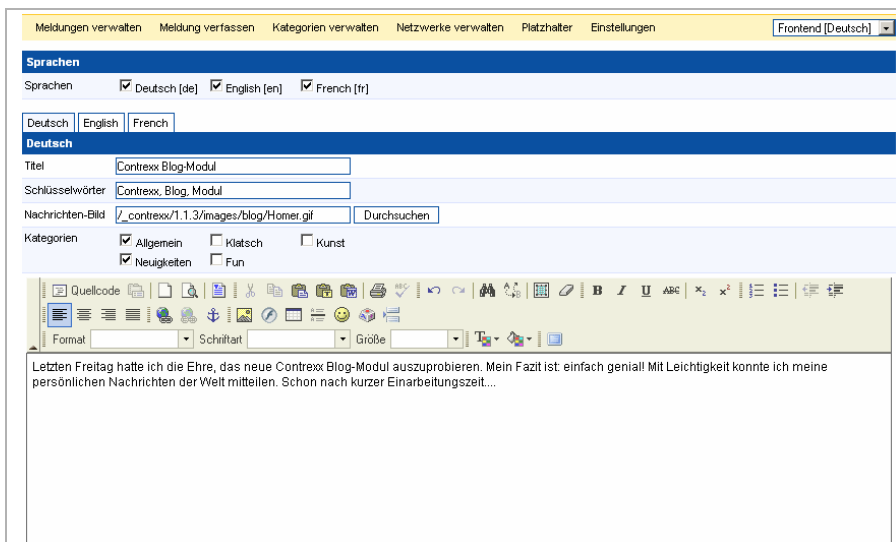 Meldungen verwalten Meldung verfassen Kategorien verwalten Netzwerke verwalten Platzhalter Einstellungen Frontend [Deutsch]
Sprachen
Sprachen Deutsch [de] English [en] French [fr]
Deutsch English French
Deutsch
Titel Contrexx Blog-Modul
Schlüsselwörter Contrexx, Blog, Modul
Nachrichten-Bild /_contrexx/1.1.3/images/blog/Homer.gif Durchsuchen
Kategorien Allgemein Klatsch Kunst
Neuigkeiten Fun
Quellcode B I U ABC x₂ x²
Format Schriftart Größe
Letzten Freitag hatte ich die Ehre, das neue Contrexx Blog-Modul auszuprobieren. Mein Fazit ist: einfach genial! Mit Leichtigkeit konnte ich meine
persönlichen Nachrichten der Welt mitteilen. Schon nach kurzer Einarbeitungszeit....